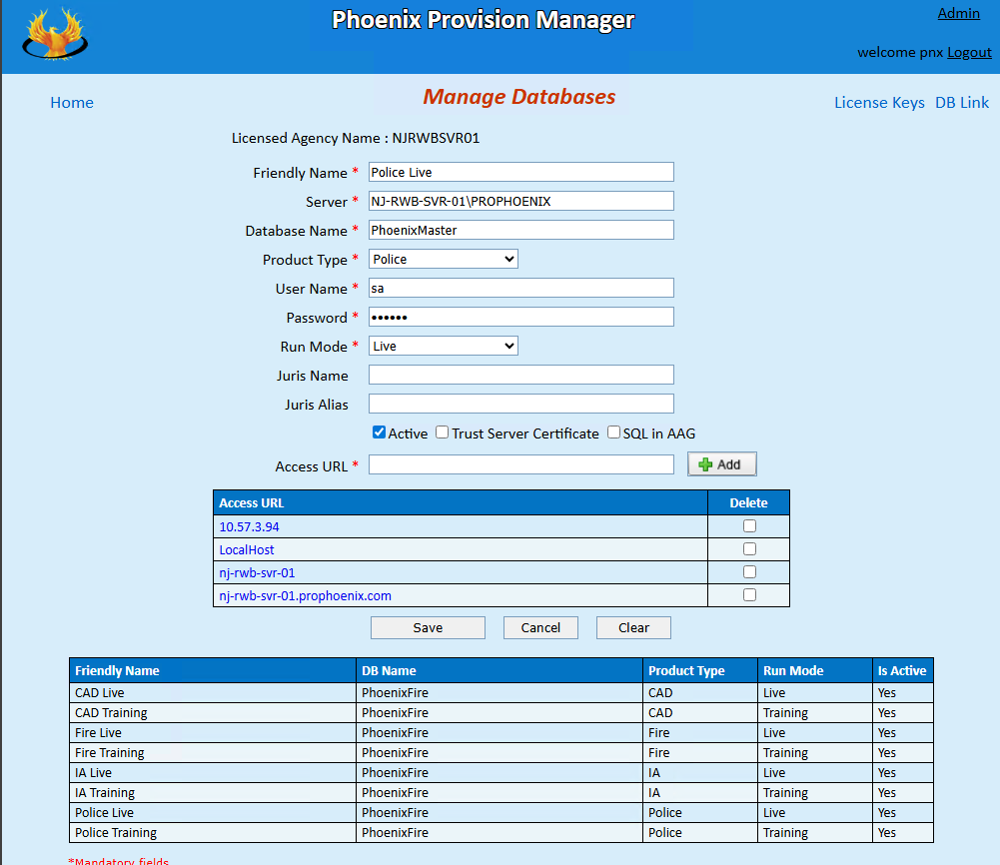 Phoenix Provision Manager
Admin
welcome pnx Logout
Home
Manage Databases
License Keys DB Link
Licensed Agency Name : NJRWBSVR01
Friendly Name * Police Live
Server * NJ-RWB-SVR-01\PROPHOENIX
Database Name * PhoenixMaster
Product Type * Police
User Name * sa
Password * ••••••
Run Mode * Live
Juris Name
Juris Alias
Active Trust Server Certificate SQL in AAG
Access URL * Add
Access URL Delete
10.57.3.94
LocalHost
nj-rwb-svr-01
nj-rwb-svr-01.prophoenix.com
Save Cancel Clear
Friendly Name DB Name Product Type Run Mode Is Active
CAD Live PhoenixFire CAD Live Yes
CAD Training PhoenixFire CAD Training Yes
Fire Live PhoenixFire Fire Live Yes
Fire Training PhoenixFire Fire Training Yes
IA Live PhoenixFire IA Live Yes
IA Training PhoenixFire IA Training Yes
Police Live PhoenixFire Police Live Yes
Police Training PhoenixFire Police Training Yes
*Mandatory fields